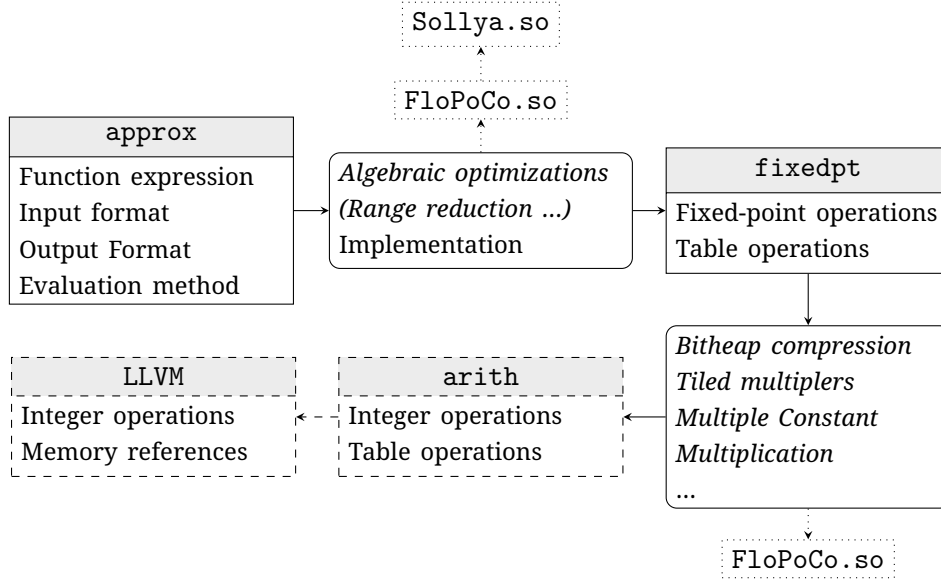 Sollya.so
FloPoCo.so
approx
Function expression
Input format
Output Format
Evaluation method
Algebraic optimizations
(Range reduction ...)
Implementation
fixedpt
Fixed-point operations
Table operations
Bitheap compression
Tiled multiplers
Multiple Constant
Multiplication
...
arith
Integer operations
Table operations
LLVM
Integer operations
Memory references
FloPoCo.so